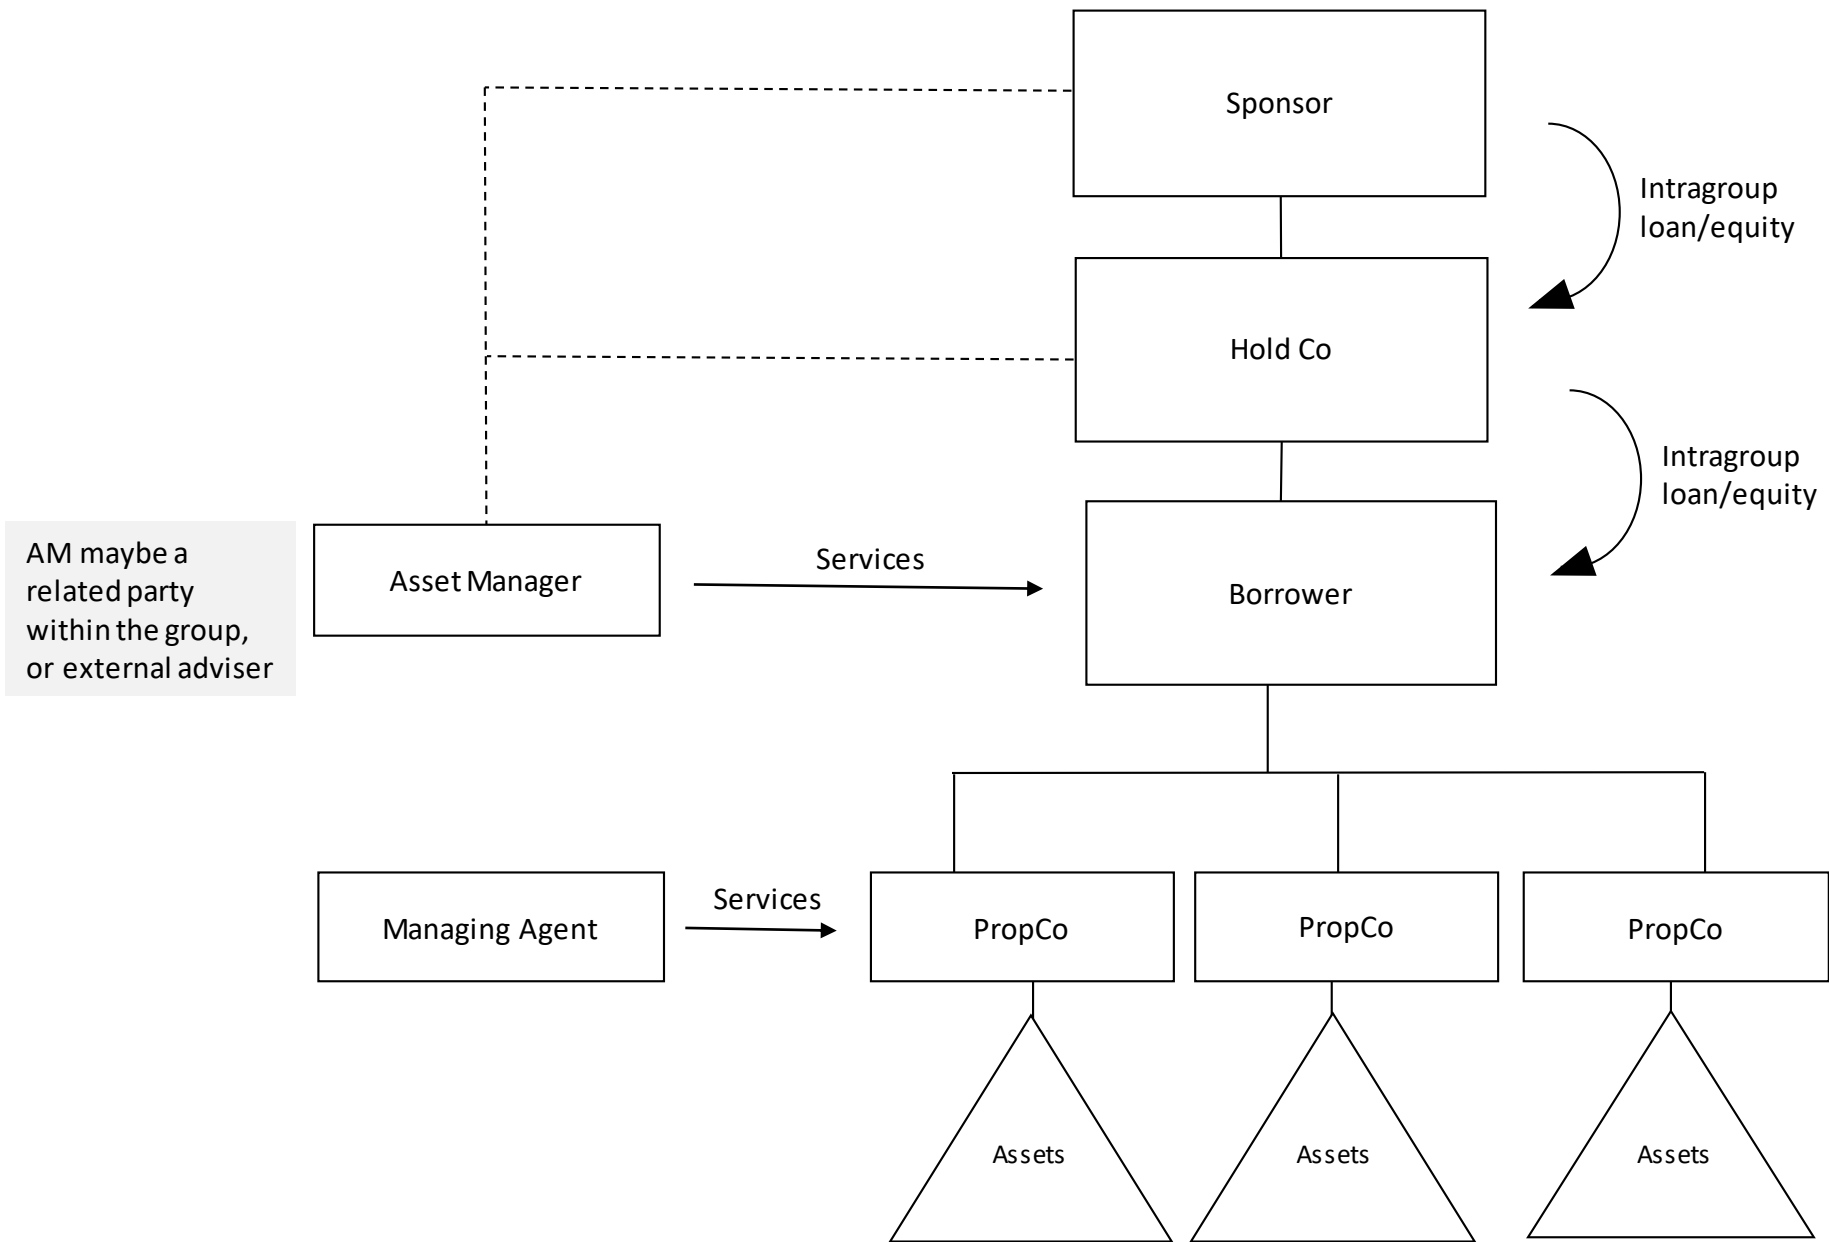 Sponsor
Intragroup
loan/equity
Hold Co
Intragroup
loan/equity
AM maybe a
related party
within the group,
or external adviser
Asset Manager
Services
Borrower
Managing Agent
Services
PropCo
PropCo
PropCo
Assets
Assets
Assets